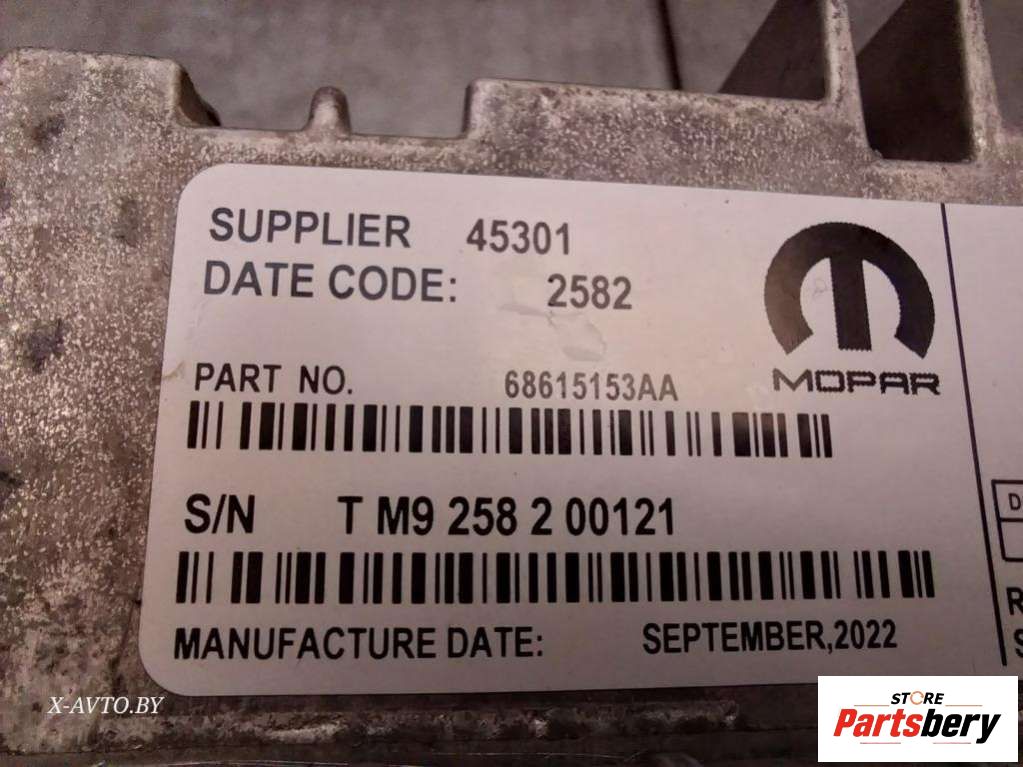 SUPPLIER 45301
DATE CODE: 2582
MOPAR
PART NO. 68615153AA
S/N T M9 258 2 00121
MANUFACTURE DATE: SEPTEMBER,2022
D
R
S
X-AVTO.BY
STORE
Partsbery